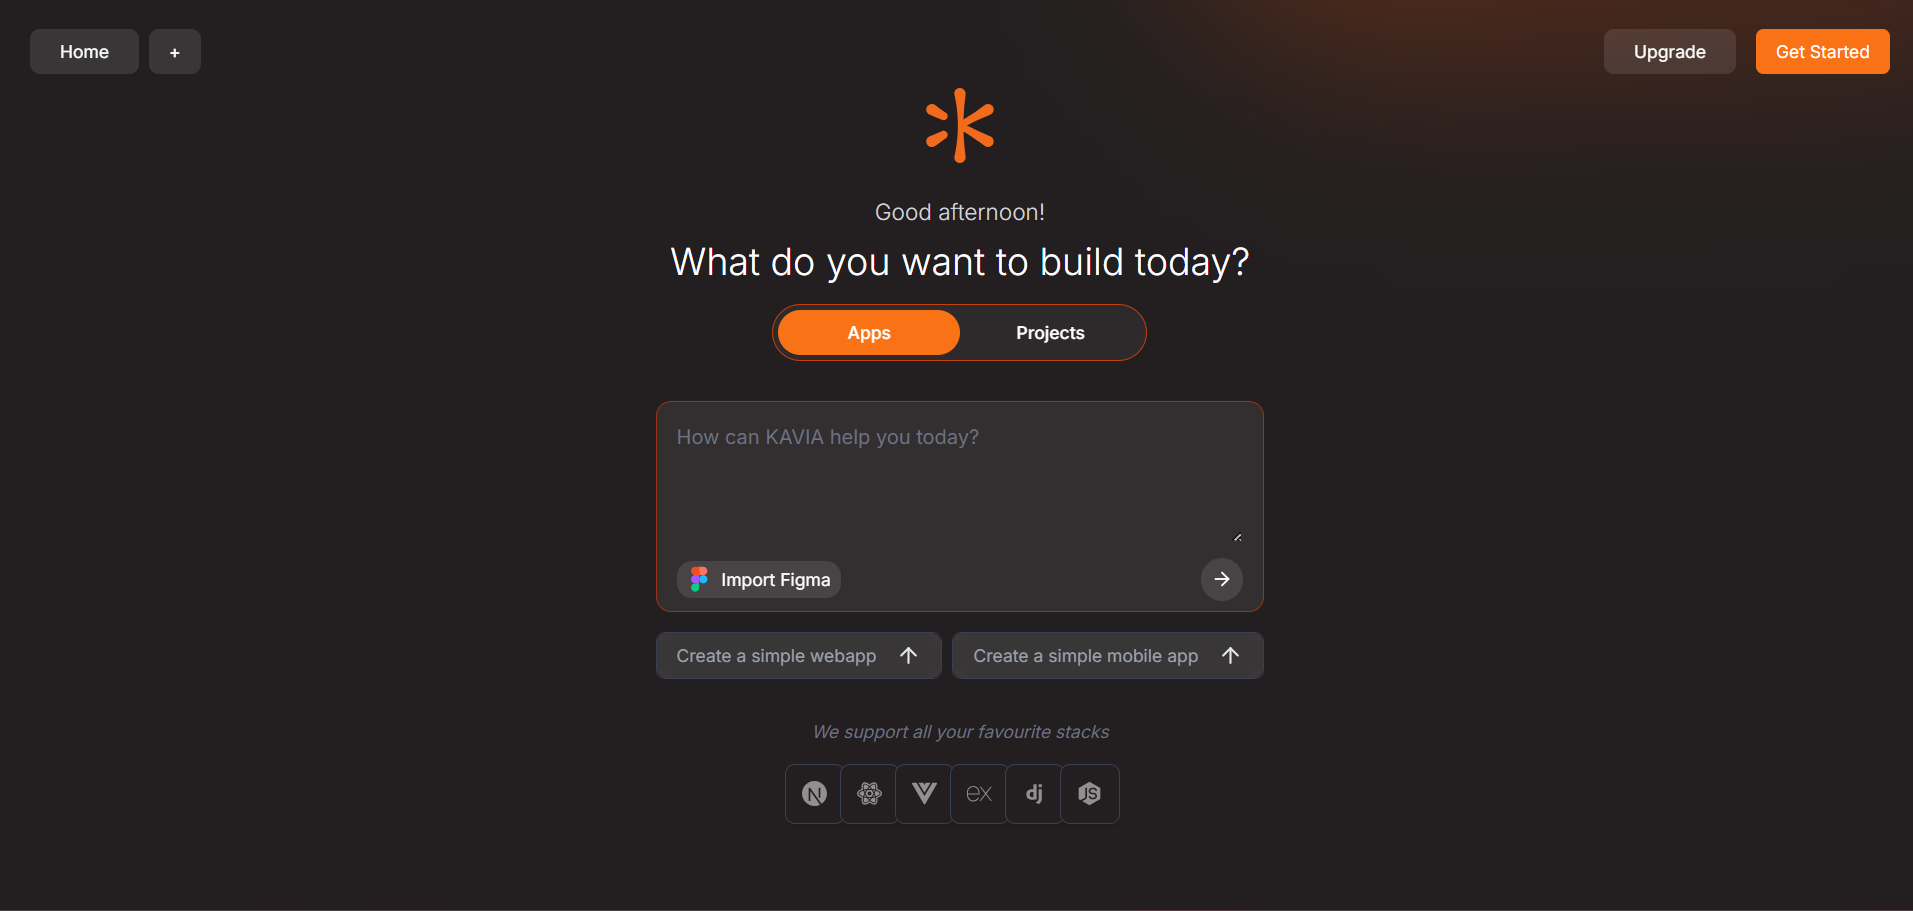 Home
+
Upgrade
Get Started
Good afternoon!
What do you want to build today?
Apps
Projects
How can KAVIA help you today?
Import Figma
Create a simple webapp
Create a simple mobile app
We support all your favourite stacks
N
ex
dj
JS